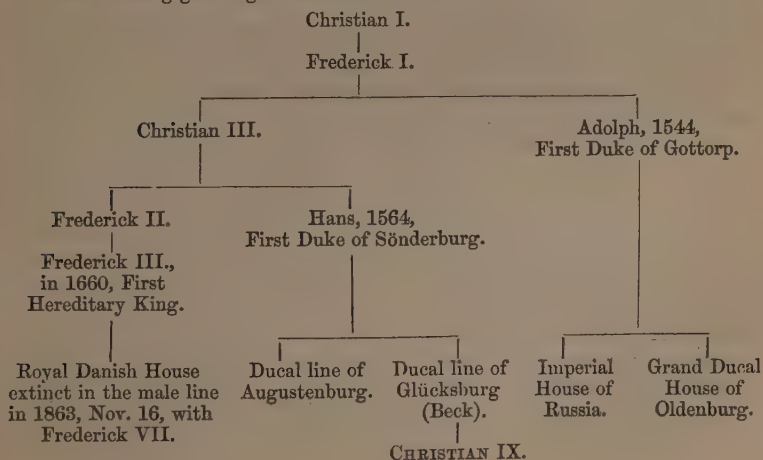 Christian I.
Frederick I.
Christian III.
Adolph, 1544,
First Duke of Gottorp.
Frederick II.
Hans, 1564,
First Duke of Sönderburg.
Frederick III.,
in 1660, First
Hereditary King.
Royal Danish House
extinct in the male line
in 1863, Nov. 16, with
Frederick VII.
Ducal line of
Augustenburg.
Ducal line of
Glücksburg
(Beck).
CHRISTIAN IX.
Imperial
House of
Russia.
Grand Ducal
House of
Oldenburg.